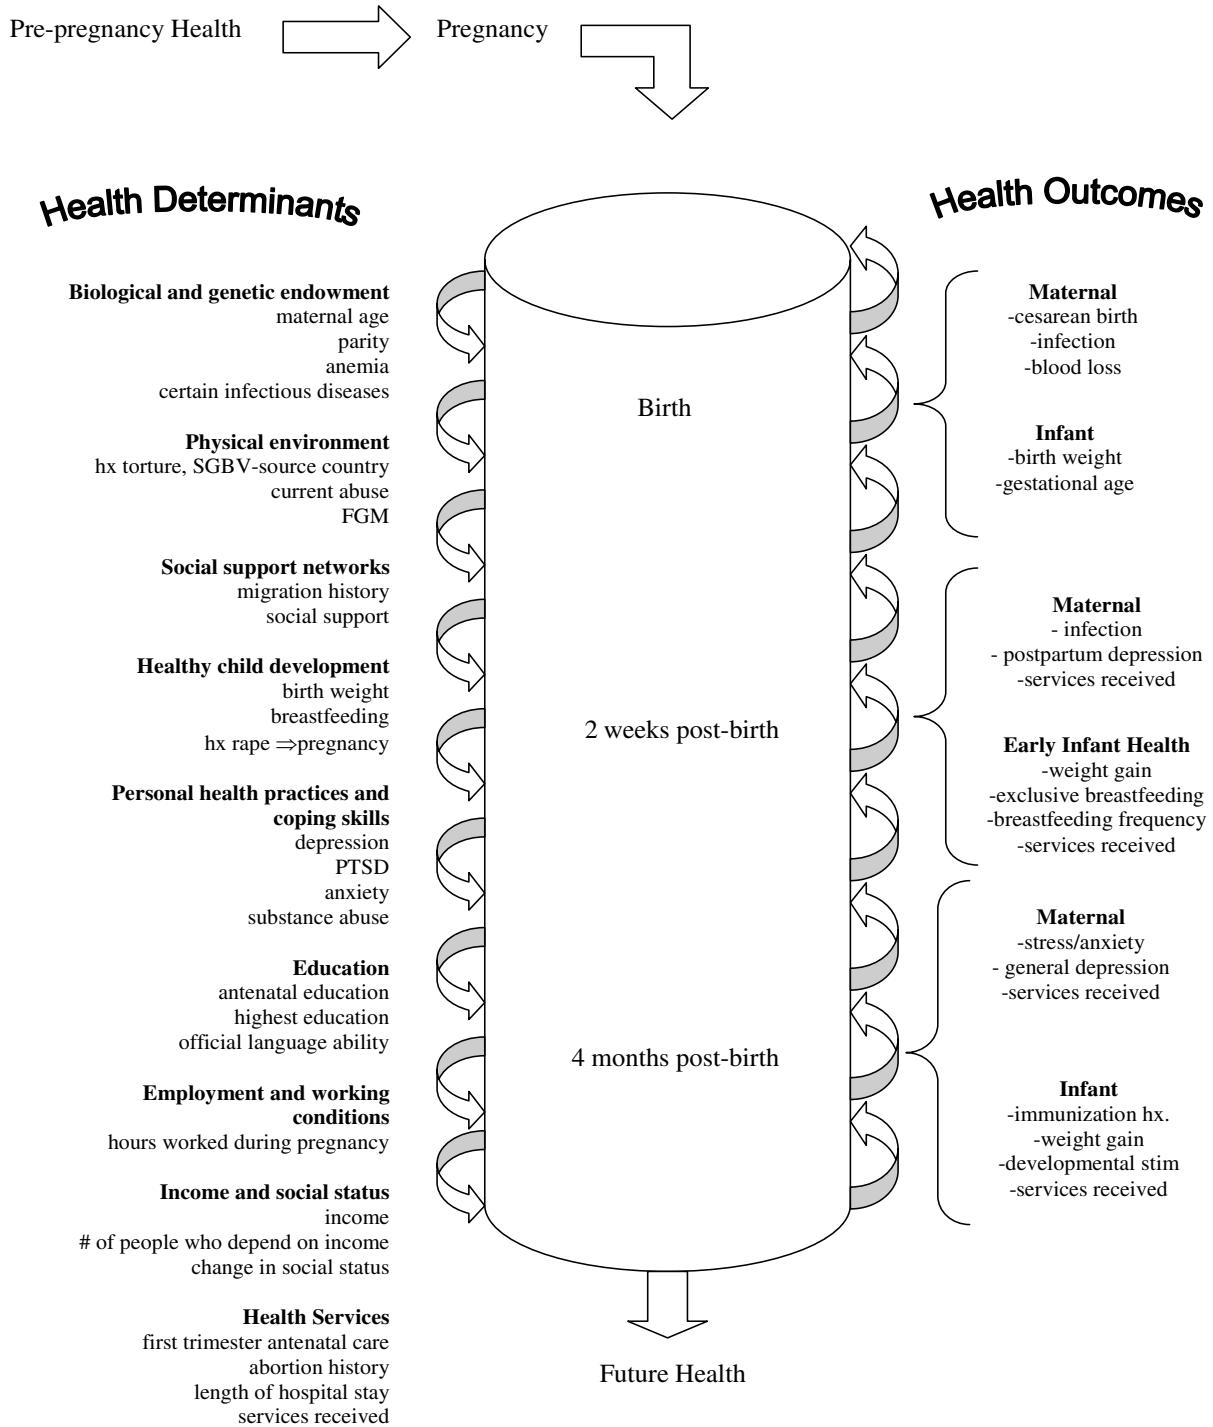 Pre-pregnancy Health
Pregnancy
Health Determinants
Biological and genetic endowment
maternal age
parity
anemia
certain infectious diseases
Physical environment
hx torture, SGBV-source country
current abuse
FGM
Social support networks
migration history
social support
Healthy child development
birth weight
breastfeeding
hx rape ⇒pregnancy
Personal health practices and
coping skills
depression
PTSD
anxiety
substance abuse
Education
antenatal education
highest education
official language ability
Employment and working
conditions
hours worked during pregnancy
Income and social status
income
# of people who depend on income
change in social status
Health Services
first trimester antenatal care
abortion history
length of hospital stay
services received
Birth
2 weeks post-birth
4 months post-birth
Future Health
Health Outcomes
Maternal
-cesarean birth
-infection
-blood loss
Infant
-birth weight
-gestational age
Maternal
- infection
- postpartum depression
-services received
Early Infant Health
-weight gain
-exclusive breastfeeding
-breastfeeding frequency
-services received
Maternal
-stress/anxiety
- general depression
-services received
Infant
-immunization hx.
-weight gain
-developmental stim
-services received